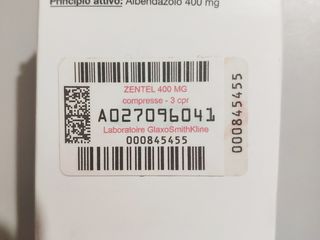 Principio attivo: Albendazolo 400 mg
ZENTEL 400 MG
compresse - 3 cpr
A027096041
Laboratoire GlaxoSmithKline
000845455
000845455